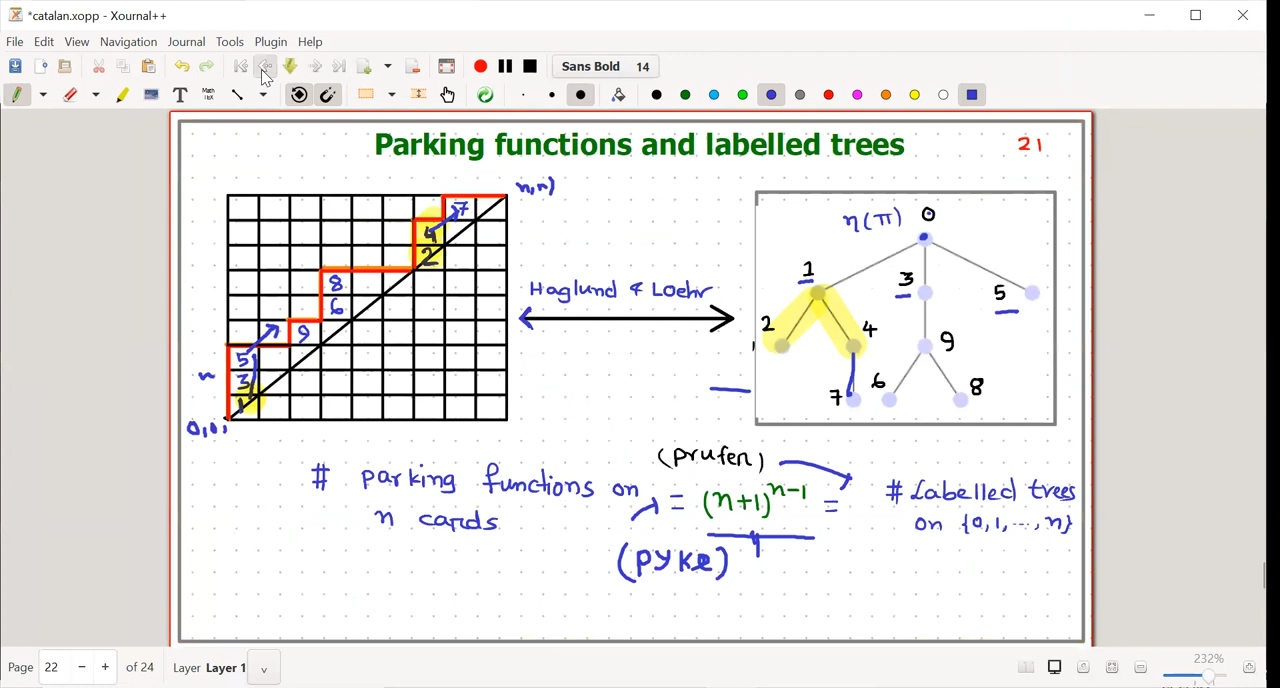 *catalan.xopp - Xournal++
File Edit View Navigation Journal Tools Plugin Help
Sans Bold 14
Parking functions and labelled trees
21
n,n)
7
4
2
8
6
9
5
3
1
n
0,0,
Haglund & Loehr
η(π)
0
1
3
5
2
4
9
7
6
8
# parking functions on
n cards
(prufen)
= (n+1)^{n-1} =
(PYKE)
# Labelled trees
on {0,1,...,n}
Page 22 - + of 24 Layer Layer 1
232%